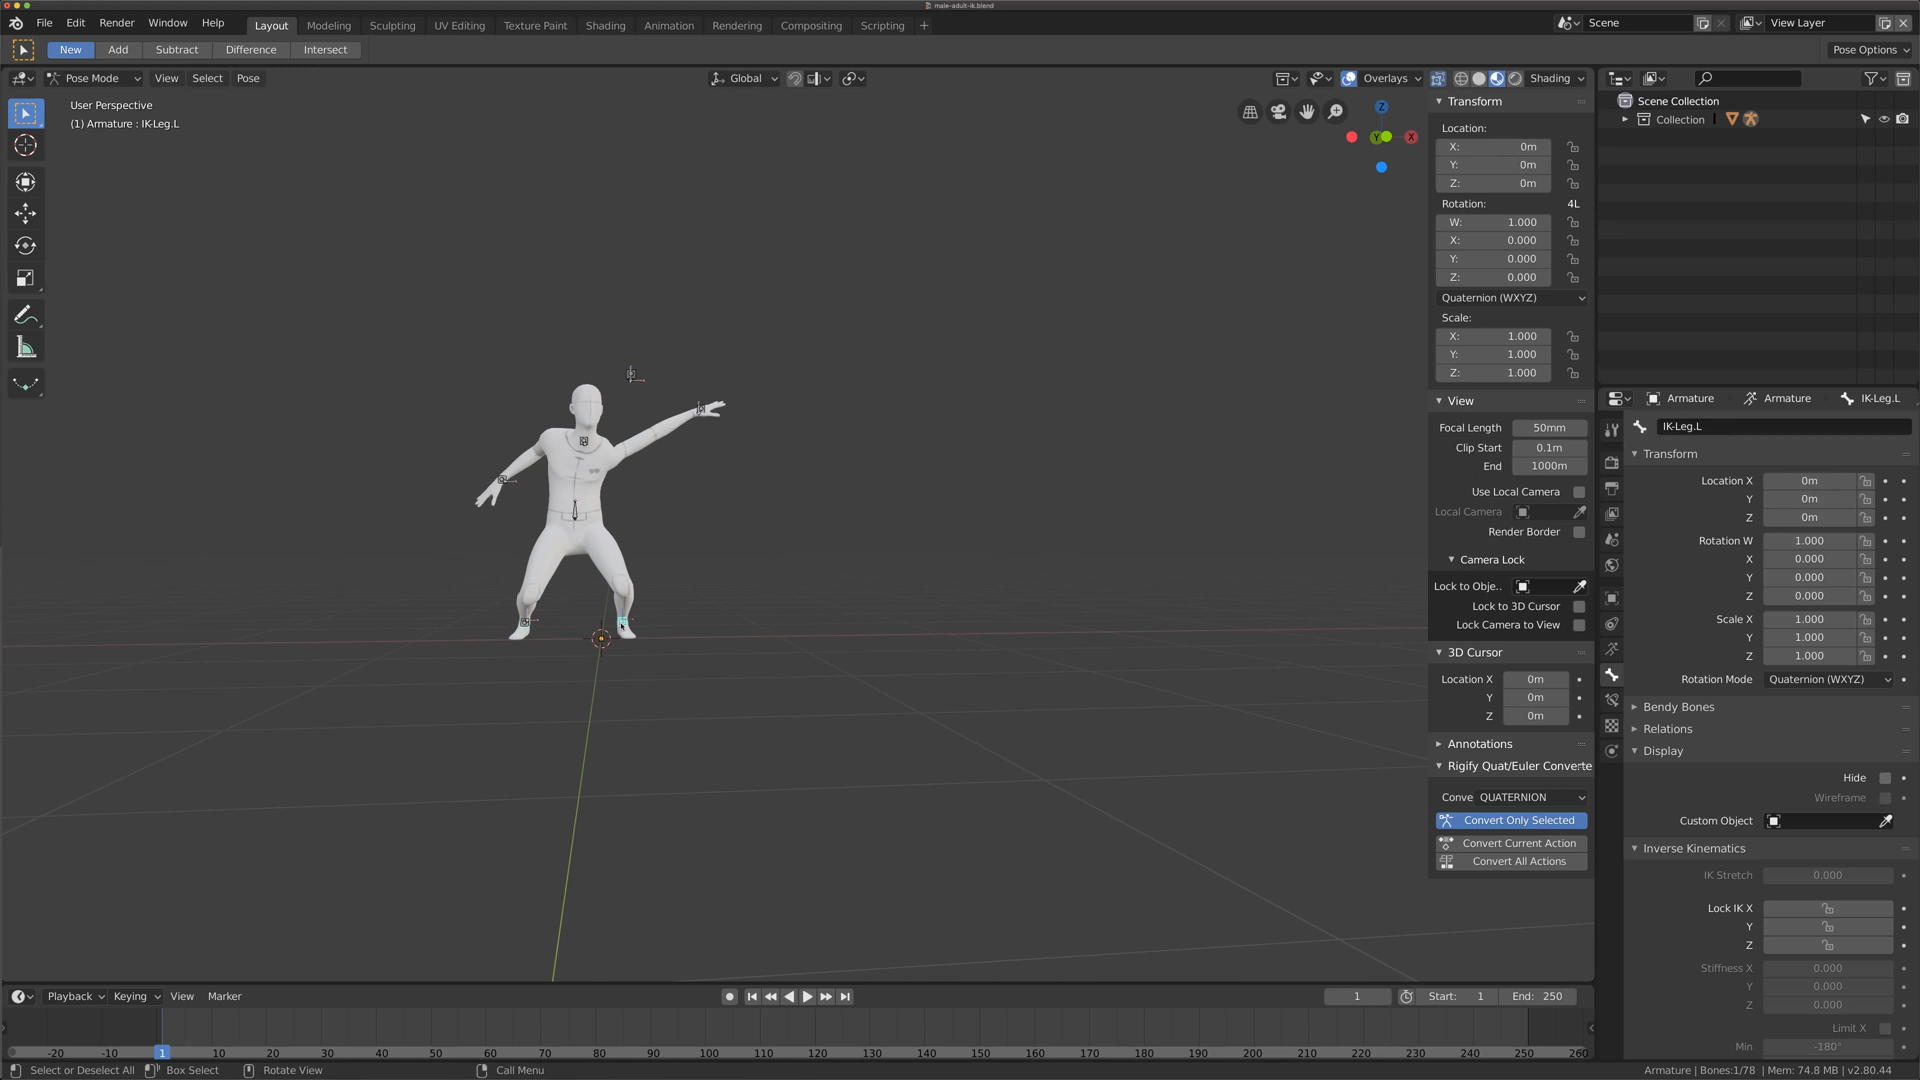 male-adult-ik.blend
File Edit Render Window Help Layout Modeling Sculpting UV Editing Texture Paint Shading Animation Rendering Compositing Scripting + Scene View Layer
New Add Subtract Difference Intersect Pose Options
Pose Mode View Select Pose Global Overlays Shading
User Perspective
(1) Armature : IK-Leg.L
Z
Y
X
Transform
Location:
X: 0m
Y: 0m
Z: 0m
Rotation: 4L
W: 1.000
X: 0.000
Y: 0.000
Z: 0.000
Quaternion (WXYZ)
Scale:
X: 1.000
Y: 1.000
Z: 1.000
View
Focal Length 50mm
Clip Start 0.1m
End 1000m
Use Local Camera
Local Camera
Render Border
Camera Lock
Lock to Obje..
Lock to 3D Cursor
Lock Camera to View
3D Cursor
Location X 0m
Y 0m
Z 0m
Annotations
Rigify Quat/Euler Converte
Conve QUATERNION
Convert Only Selected
Convert Current Action
Convert All Actions
Scene Collection
Collection
Armature Armature IK-Leg.L
IK-Leg.L
Transform
Location X 0m
Y 0m
Z 0m
Rotation W 1.000
X 0.000
Y 0.000
Z 0.000
Scale X 1.000
Y 1.000
Z 1.000
Rotation Mode Quaternion (WXYZ)
Bendy Bones
Relations
Display
Hide
Wireframe
Custom Object
Inverse Kinematics
IK Stretch 0.000
Lock IK X
Y
Z
Stiffness X 0.000
Y 0.000
Z 0.000
Limit X
Min -180°
Playback Keying View Marker 1 Start: 1 End: 250
-20 -10 1 10 20 30 40 50 60 70 80 90 100 110 120 130 140 150 160 170 180 190 200 210 220 230 240 250 260
Select or Deselect All Box Select Rotate View Call Menu Armature | Bones:1/78 | Mem: 74.8 MB | v2.80.44